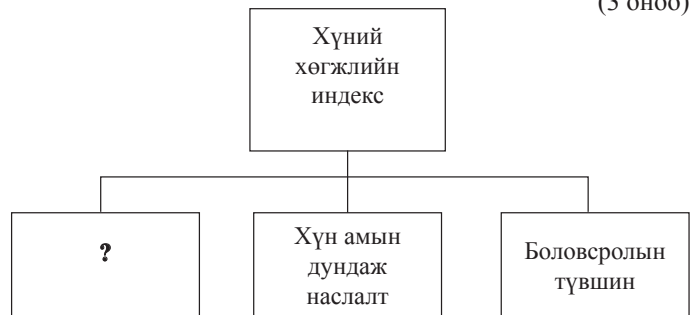 (3 оноо)
Хүний
хөгжлийн
индекс
?
Хүн амын
дундаж
наслалт
Боловсролын
түвшин